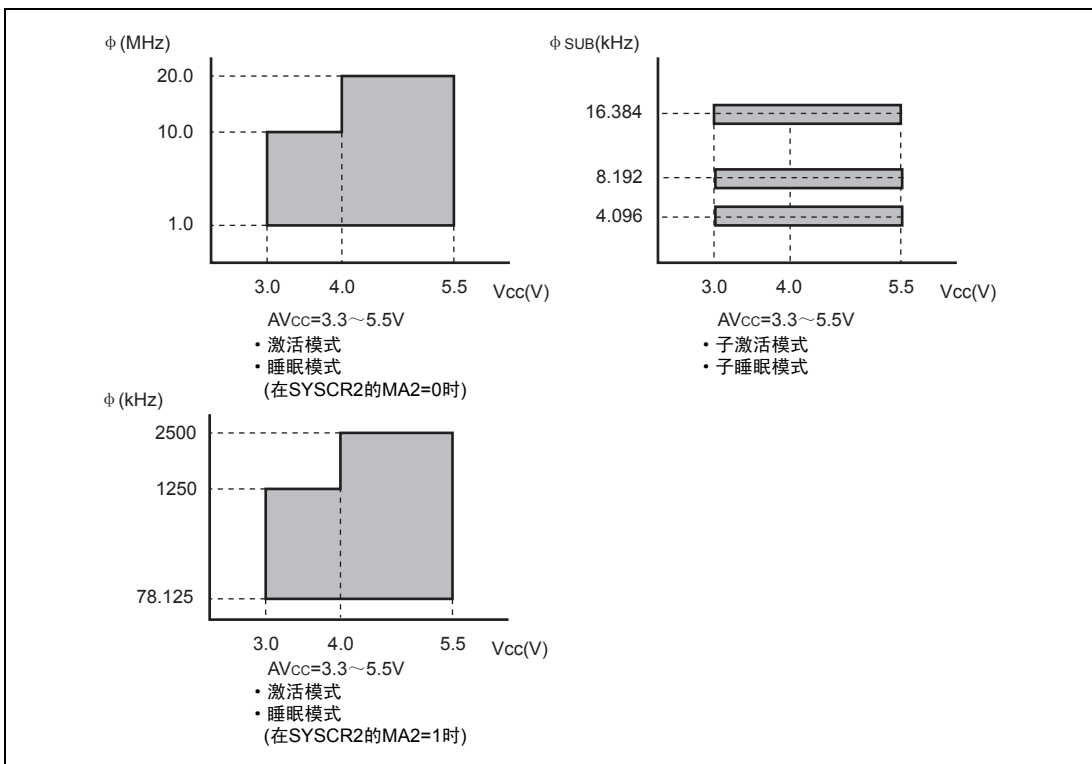 φ(MHz)
20.0
10.0
1.0
3.0 4.0 5.5 Vcc(V)
AVcc=3.3～5.5V
・激活模式
・睡眠模式
(在SYSCR2的MA2=0时)
φSUB(kHz)
16.384
8.192
4.096
3.0 4.0 5.5 Vcc(V)
AVcc=3.3～5.5V
・子激活模式
・子睡眠模式
φ(kHz)
2500
1250
78.125
3.0 4.0 5.5 Vcc(V)
AVcc=3.3～5.5V
・激活模式
・睡眠模式
(在SYSCR2的MA2=1时)